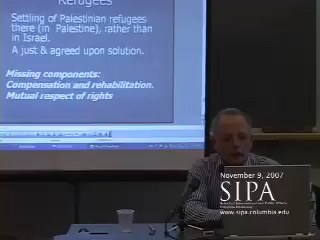 Refugees
Settling of Palestinian refugees
there (in Palestine), rather than
in Israel.
A just & agreed upon solution.
Missing components:
Compensation and rehabilitation.
Mutual respect of rights
November 9, 2007
SIPA
www.sipa.columbia.edu